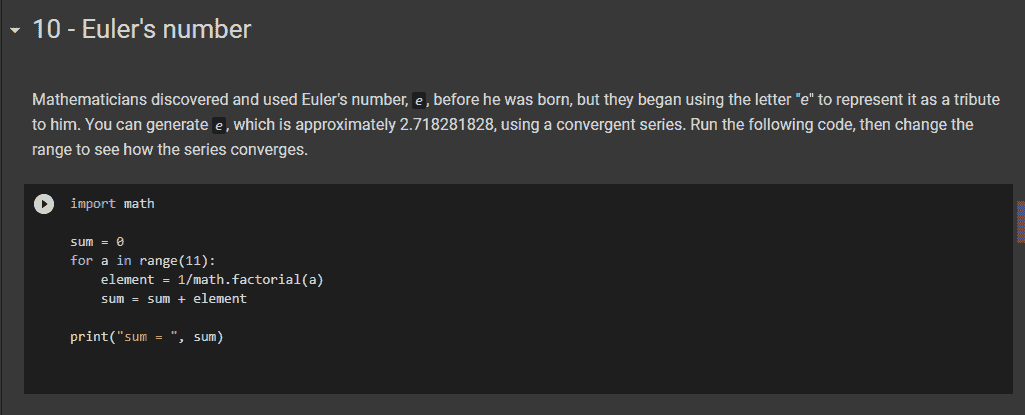 10 - Euler's number
Mathematicians discovered and used Euler's number, e, before he was born, but they began using the letter "e" to represent it as a tribute
to him. You can generate e, which is approximately 2.718281828, using a convergent series. Run the following code, then change the
range to see how the series converges.
import math
sum = 0
for a in range(11):
    element = 1/math.factorial(a)
    sum = sum + element
print("sum = ", sum)